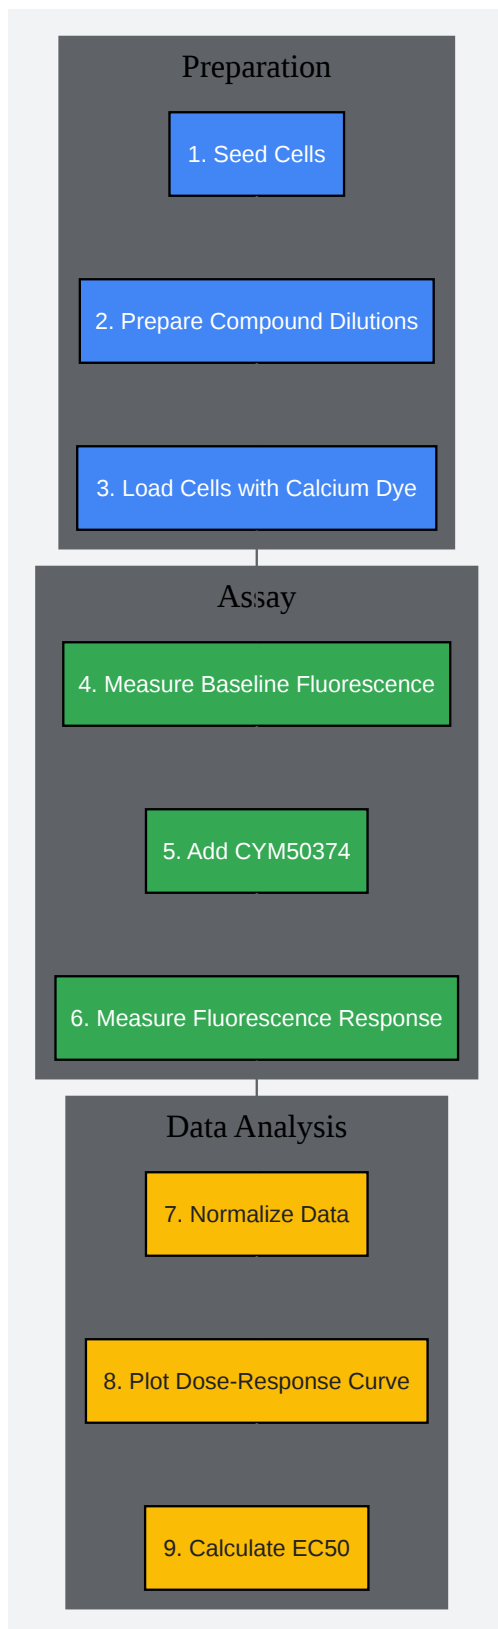 Preparation
1. Seed Cells
2. Prepare Compound Dilutions
3. Load Cells with Calcium Dye
Assay
4. Measure Baseline Fluorescence
5. Add CYM50374
6. Measure Fluorescence Response
Data Analysis
7. Normalize Data
8. Plot Dose-Response Curve
9. Calculate EC50